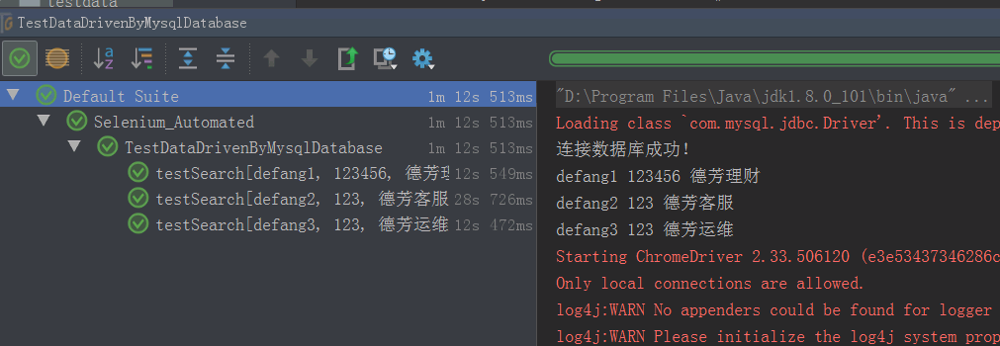 testdata
TestDataDrivenByMysqlDatabase
Default Suite 1m 12s 513ms
Selenium_Automated 1m 12s 513ms
TestDataDrivenByMysqlDatabase 1m 12s 513ms
testSearch[defang1, 123456, 德芳理 12s 549ms
testSearch[defang2, 123, 德芳客服 28s 726ms
testSearch[defang3, 123, 德芳运维 12s 472ms
"D:\Program Files\Java\jdk1.8.0_101\bin\java" ...
Loading class `com.mysql.jdbc.Driver'. This is dep
连接数据库成功!
defang1 123456 德芳理财
defang2 123 德芳客服
defang3 123 德芳运维
Starting ChromeDriver 2.33.506120 (e3e53437346286c
Only local connections are allowed.
log4j:WARN No appenders could be found for logger
log4j:WARN Please initialize the log4j system prop